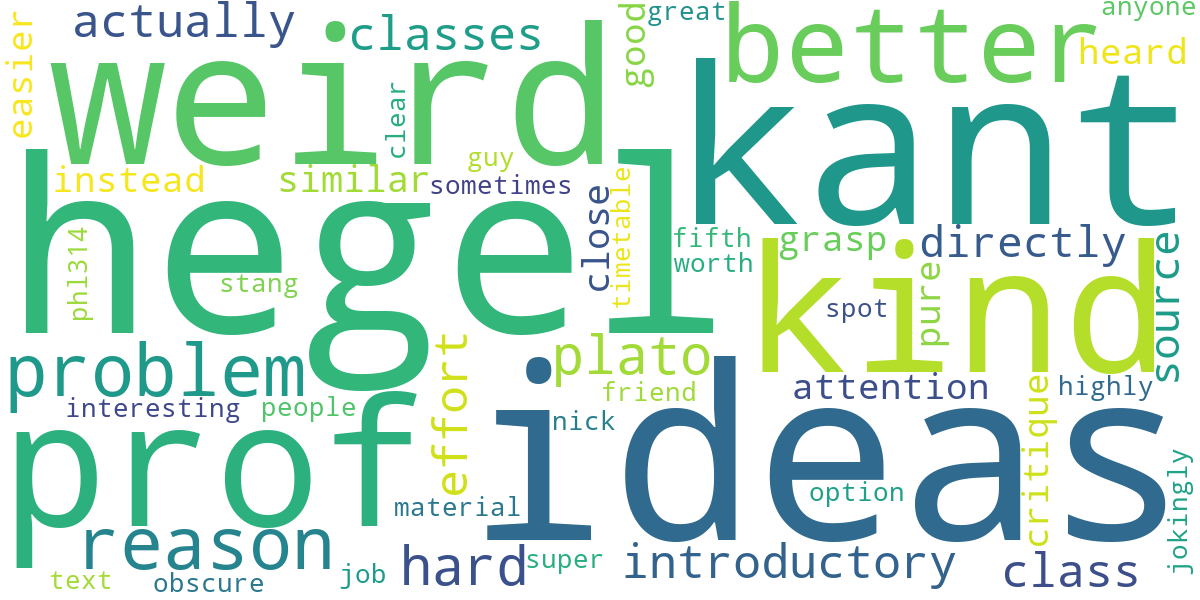 actually
classes
good
great
anyone
easier
weird
clear
better
heard
kant
instead
similar
guy
sometimes
hegel
close
timetable
fifth
worth
grasp
directly
phl314
stang
kind
spot
pure
source
problem
plato
interesting
people
effort
friend
attention
highly
prof
nick
ideas
material
option
critique
jokingly
reason
text
obscure
job
hard
super
introductory
class